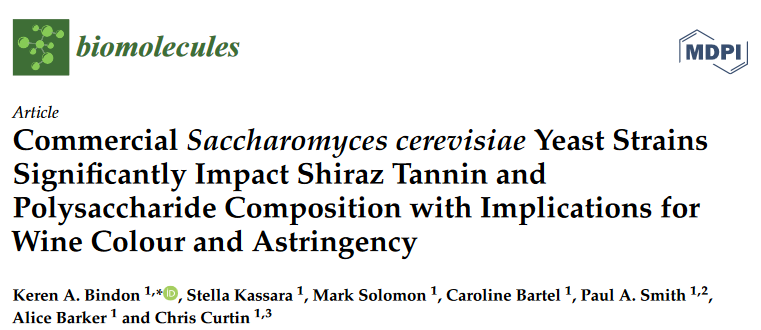 biomolecules
MDPI
Article
Commercial Saccharomyces cerevisiae Yeast Strains
Significantly Impact Shiraz Tannin and
Polysaccharide Composition with Implications for
Wine Colour and Astringency
Keren A. Bindon 1,* iD, Stella Kassara 1, Mark Solomon 1, Caroline Bartel 1, Paul A. Smith 1,2,
Alice Barker 1 and Chris Curtin 1,3